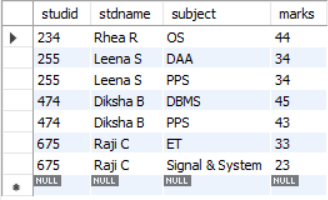 studid stdname subject marks
234 Rhea R OS 44
255 Leena S DAA 34
255 Leena S PPS 34
474 Diksha B DBMS 45
474 Diksha B PPS 43
675 Raji C ET 33
675 Raji C Signal & System 23
NULL NULL NULL NULL